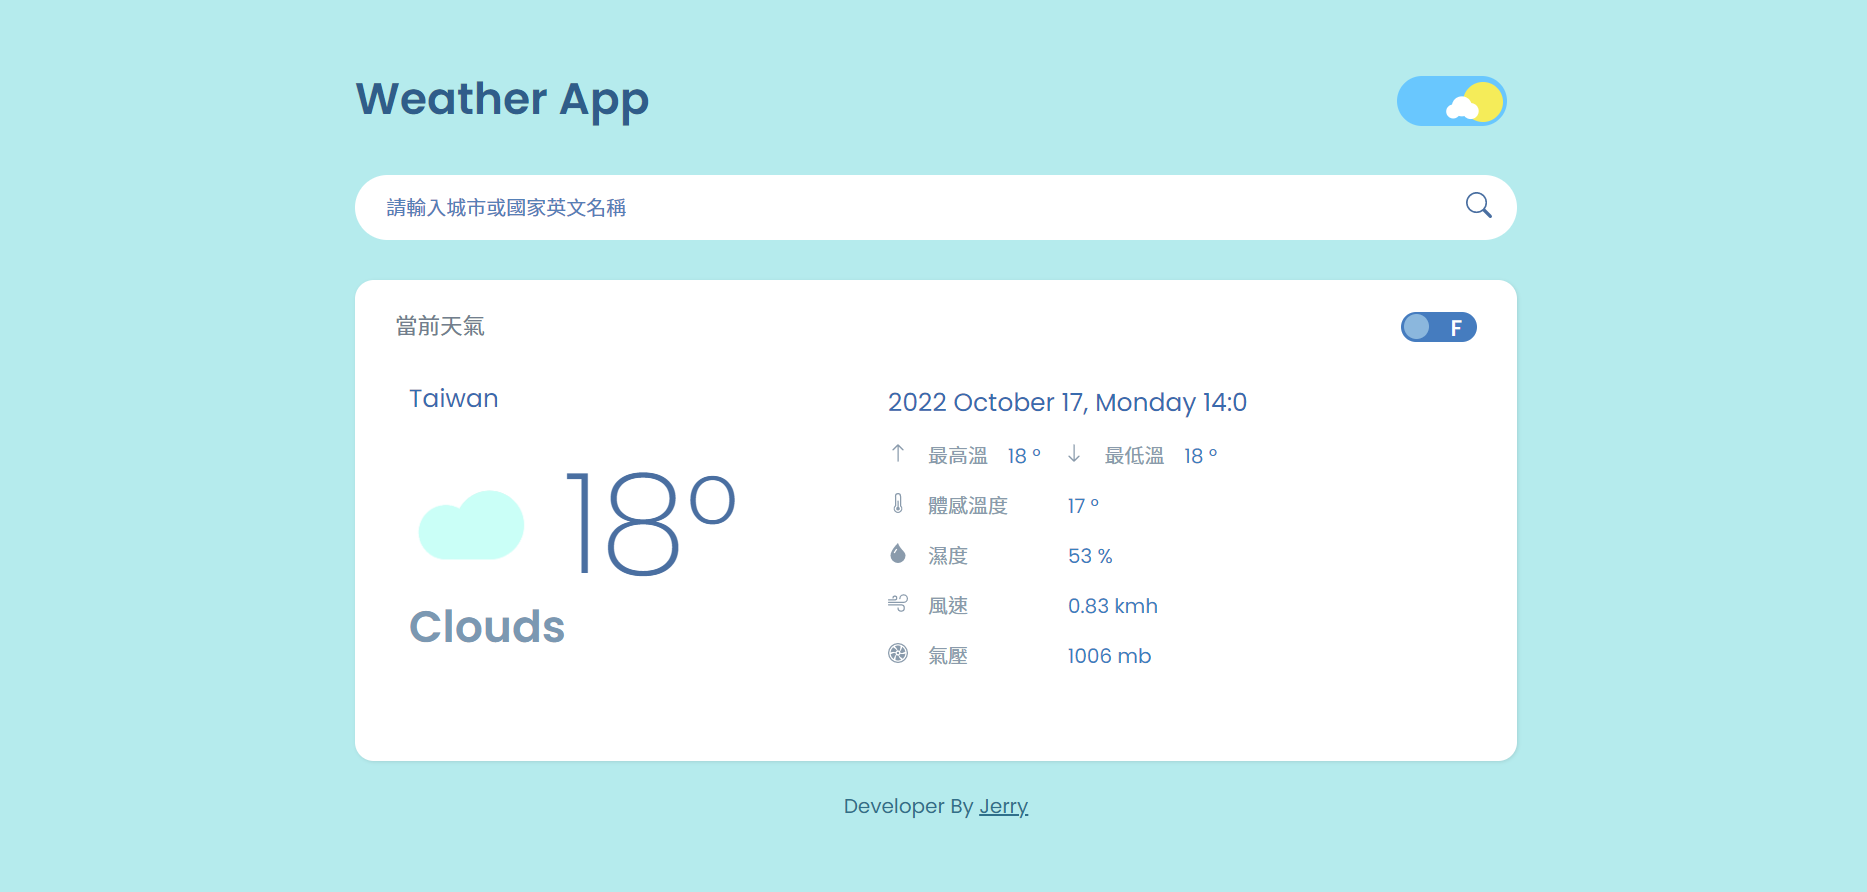 Weather App
請輸入城市或國家英文名稱
當前天氣
F
Taiwan
18°
Clouds
2022 October 17, Monday 14:0
最高溫 18 ° 最低溫 18 °
體感溫度 17 °
濕度 53 %
風速 0.83 kmh
氣壓 1006 mb
Developer By Jerry